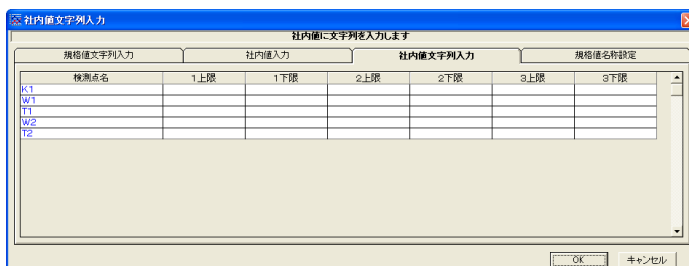 社内値文字列入力
社内値に文字列を入力します
規格値文字列入力 社内値入力 社内値文字列入力 規格値名称設定
検測点名 1上限 1下限 2上限 2下限 3上限 3下限
K1
W1
T1
W2
T2
OK キャンセル